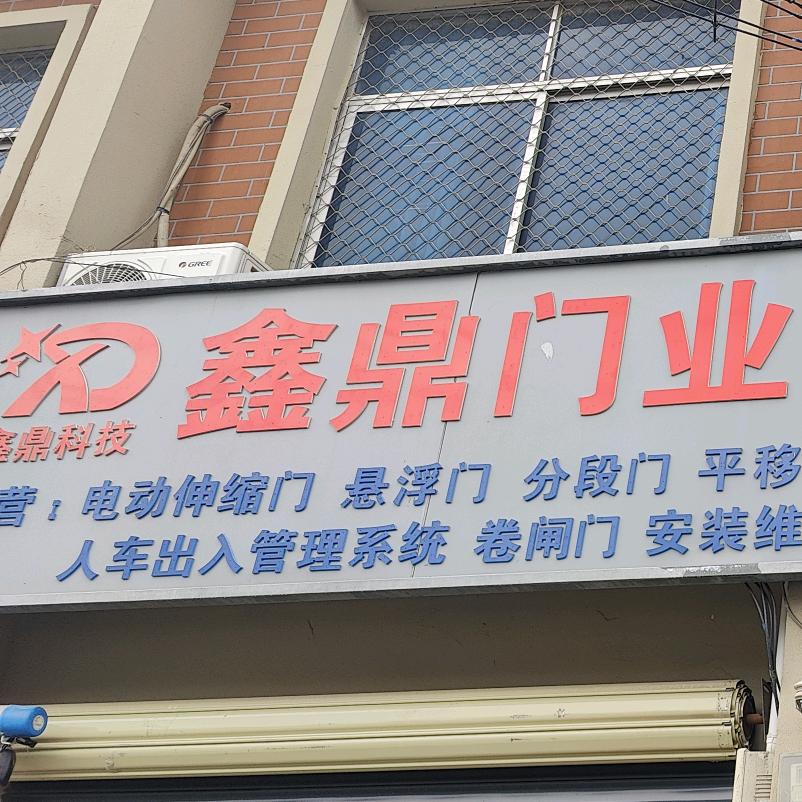 GREE
鑫鼎门业
鑫鼎科技
营：电动伸缩门 悬浮门 分段门 平移
人车出入管理系统 卷闸门 安装维